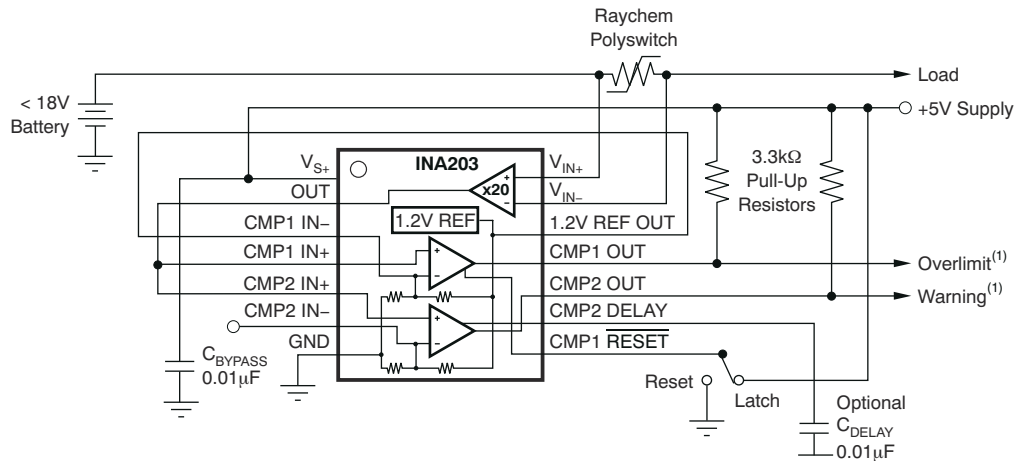 Raychem
Polyswitch
Load
< 18V
Battery
+5V Supply
INA203
V_S+
V_IN+
3.3kΩ
Pull-Up
Resistors
OUT
x20
V_IN−
+
−
1.2V REF
CMP1 IN−
1.2V REF OUT
CMP1 IN+
CMP1 OUT
Overlimit(1)
+
−
CMP2 IN+
CMP2 OUT
Warning(1)
CMP2 IN−
CMP2 DELAY
+
−
GND
CMP1 RESET
C_BYPASS
0.01μF
Reset
Latch
Optional
C_DELAY
0.01μF